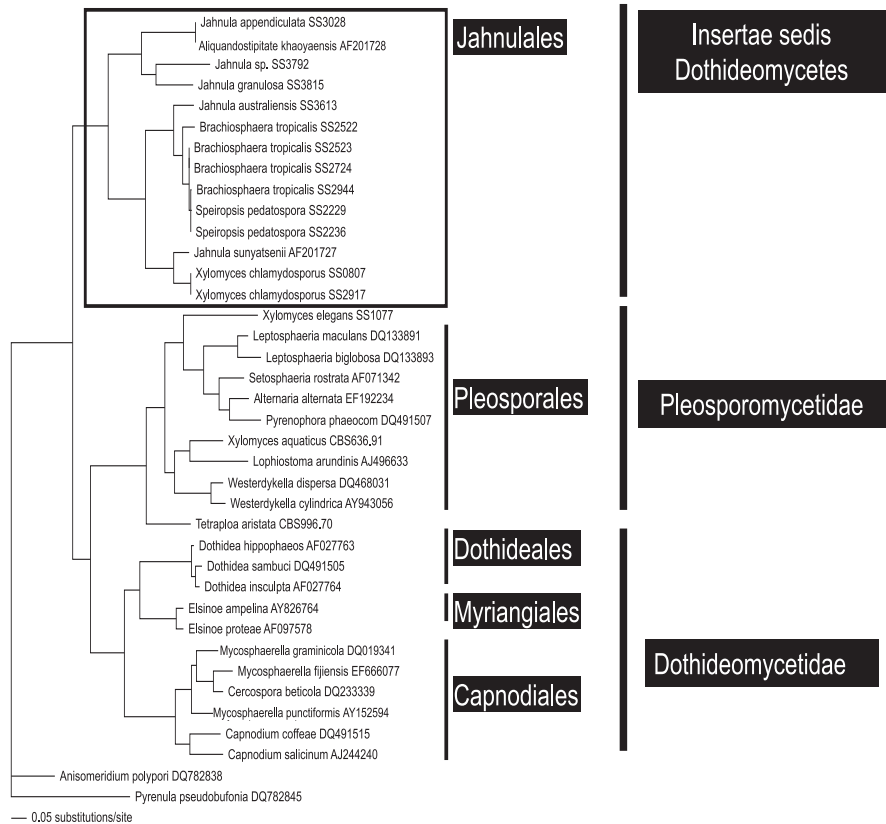 Jahnula appendiculata SS3028
Aliquandostipitate khaoyaensis AF201728
Jahnula sp. SS3792
Jahnula granulosa SS3815
Jahnula australiensis SS3613
Brachiosphaera tropicalis SS2522
Brachiosphaera tropicalis SS2523
Brachiosphaera tropicalis SS2724
Brachiosphaera tropicalis SS2944
Speiropsis pedatospora SS2229
Speiropsis pedatospora SS2236
Jahnula sunyatsenii AF201727
Xylomyces chlamydosporus SS0807
Xylomyces chlamydosporus SS2917
Xylomyces elegans SS1077
Leptosphaeria maculans DQ133891
Leptosphaeria biglobosa DQ133893
Setosphaeria rostrata AF071342
Alternaria alternata EF192234
Pyrenophora phaeocom DQ491507
Xylomyces aquaticus CBS636.91
Lophiostoma arundinis AJ496633
Westerdykella dispersa DQ468031
Westerdykella cylindrica AY943056
Tetraploa aristata CBS996.70
Dothidea hippophaeos AF027763
Dothidea sambuci DQ491505
Dothidea insculpta AF027764
Elsinoe ampelina AY826764
Elsinoe proteae AF097578
Mycosphaerella graminicola DQ019341
Mycosphaerella fijiensis EF666077
Cercospora beticola DQ233339
Mycosphaerella punctiformis AY152594
Capnodium coffeae DQ491515
Capnodium salicinum AJ244240
Anisomeridium polypori DQ782838
Pyrenula pseudobufonia DQ782845
0.05 substitutions/site
Jahnulales
Pleosporales
Dothideales
Myriangiales
Capnodiales
Insertae sedis
Dothideomycetes
Pleosporomycetidae
Dothideomycetidae